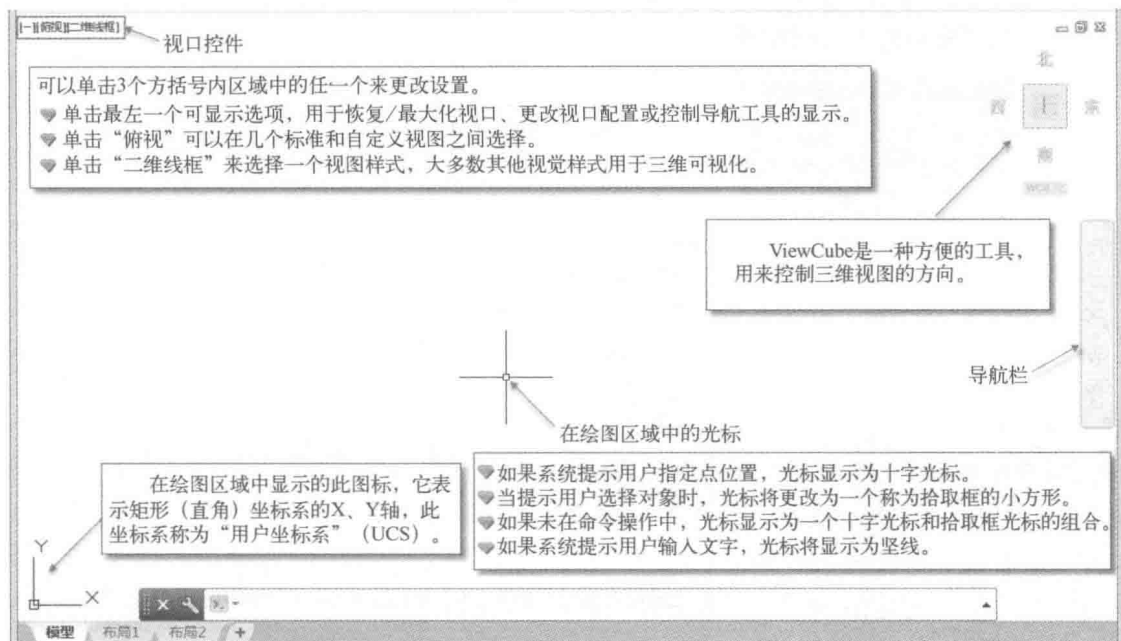 [-][俯视][二维线框]
视口控件
可以单击3个方括号内区域中的任一个来更改设置。
单击最左一个可显示选项，用于恢复/最大化视口、更改视口配置或控制导航工具的显示。
单击“俯视”可以在几个标准和自定义视图之间选择。
单击“二维线框”来选择一个视图样式，大多数其他视觉样式用于三维可视化。
北
西 上 东
南
WCS
ViewCube是一种方便的工具，
用来控制三维视图的方向。
导航栏
在绘图区域中的光标
如果系统提示用户指定点位置，光标显示为十字光标。
当提示用户选择对象时，光标将更改为一个称为拾取框的小方形。
如果未在命令操作中，光标显示为一个十字光标和拾取框光标的组合。
如果系统提示用户输入文字，光标将显示为竖线。
在绘图区域中显示的此图标，它表
示矩形（直角）坐标系的X、Y轴，此
坐标系称为“用户坐标系”（UCS）。
Y
X
模型 布局1 布局2 +